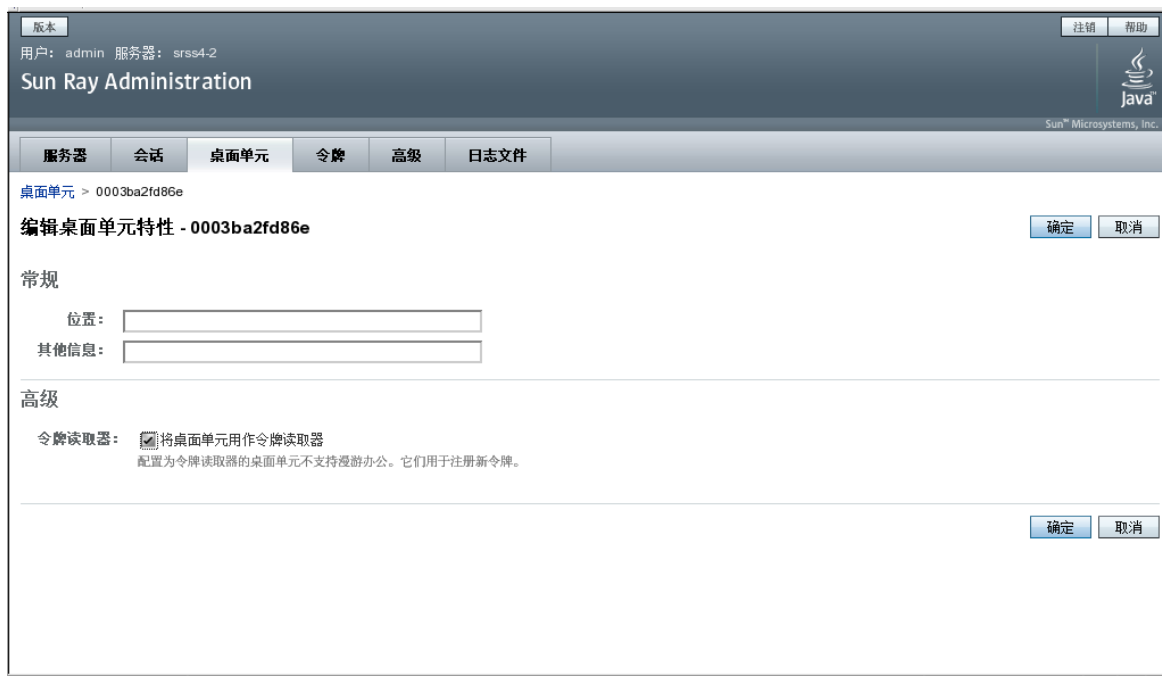 版本
注销 帮助
用户: admin 服务器: srss4-2
Sun Ray Administration
Java™
Sun™ Microsystems, Inc.
服务器 会话 桌面单元 令牌 高级 日志文件
桌面单元 > 0003ba2fd86e
编辑桌面单元特性 - 0003ba2fd86e
确定 取消
常规
位置:
其他信息:
高级
令牌读取器: 将桌面单元用作令牌读取器
配置为令牌读取器的桌面单元不支持漫游办公。它们用于注册新令牌。
确定 取消